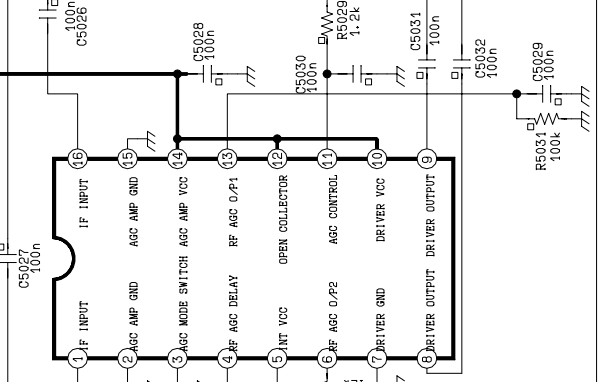 100n
C5026
C5028
100n
R5029
1.2k
C5030
100n
C5031
100n
C5032
100n
C5029
100n
R5031
100k
C5027
100n
16
15
14
13
12
11
10
9
IF INPUT
AGC AMP GND
AGC AMP VCC
RF AGC O/P1
OPEN COLLECTOR
AGC CONTROL
DRIVER VCC
DRIVER OUTPUT
IF INPUT
AGC AMP GND
AGC MODE SWITCH
RF AGC DELAY
INT VCC
RF AGC O/P2
DRIVER GND
DRIVER OUTPUT
1
2
3
4
5
6
7
8